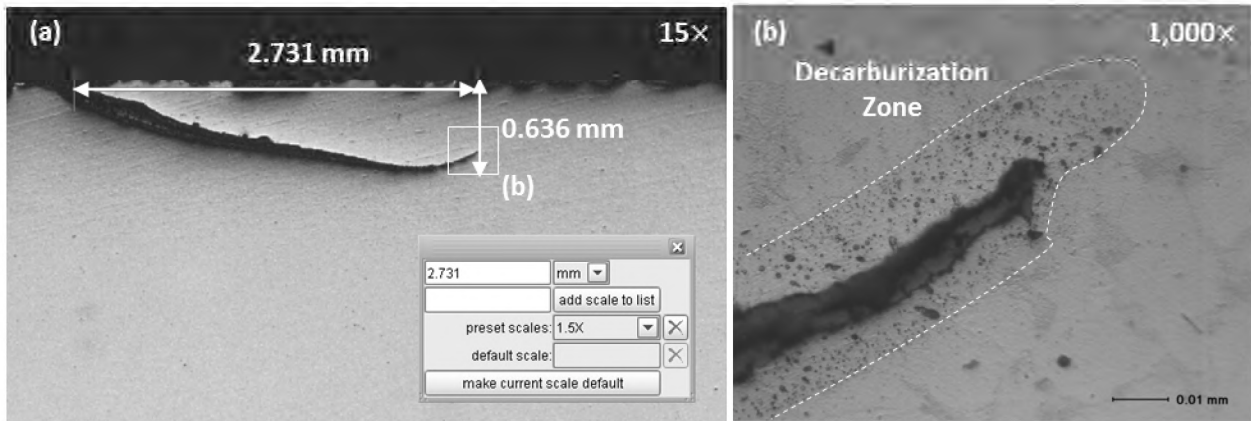 (a)
15×
2.731 mm
0.636 mm
(b)
2.731
mm
add scale to list
preset scales: 1.5X
default scale:
make current scale default
(b)
1,000×
Decarburization
Zone
0.01 mm